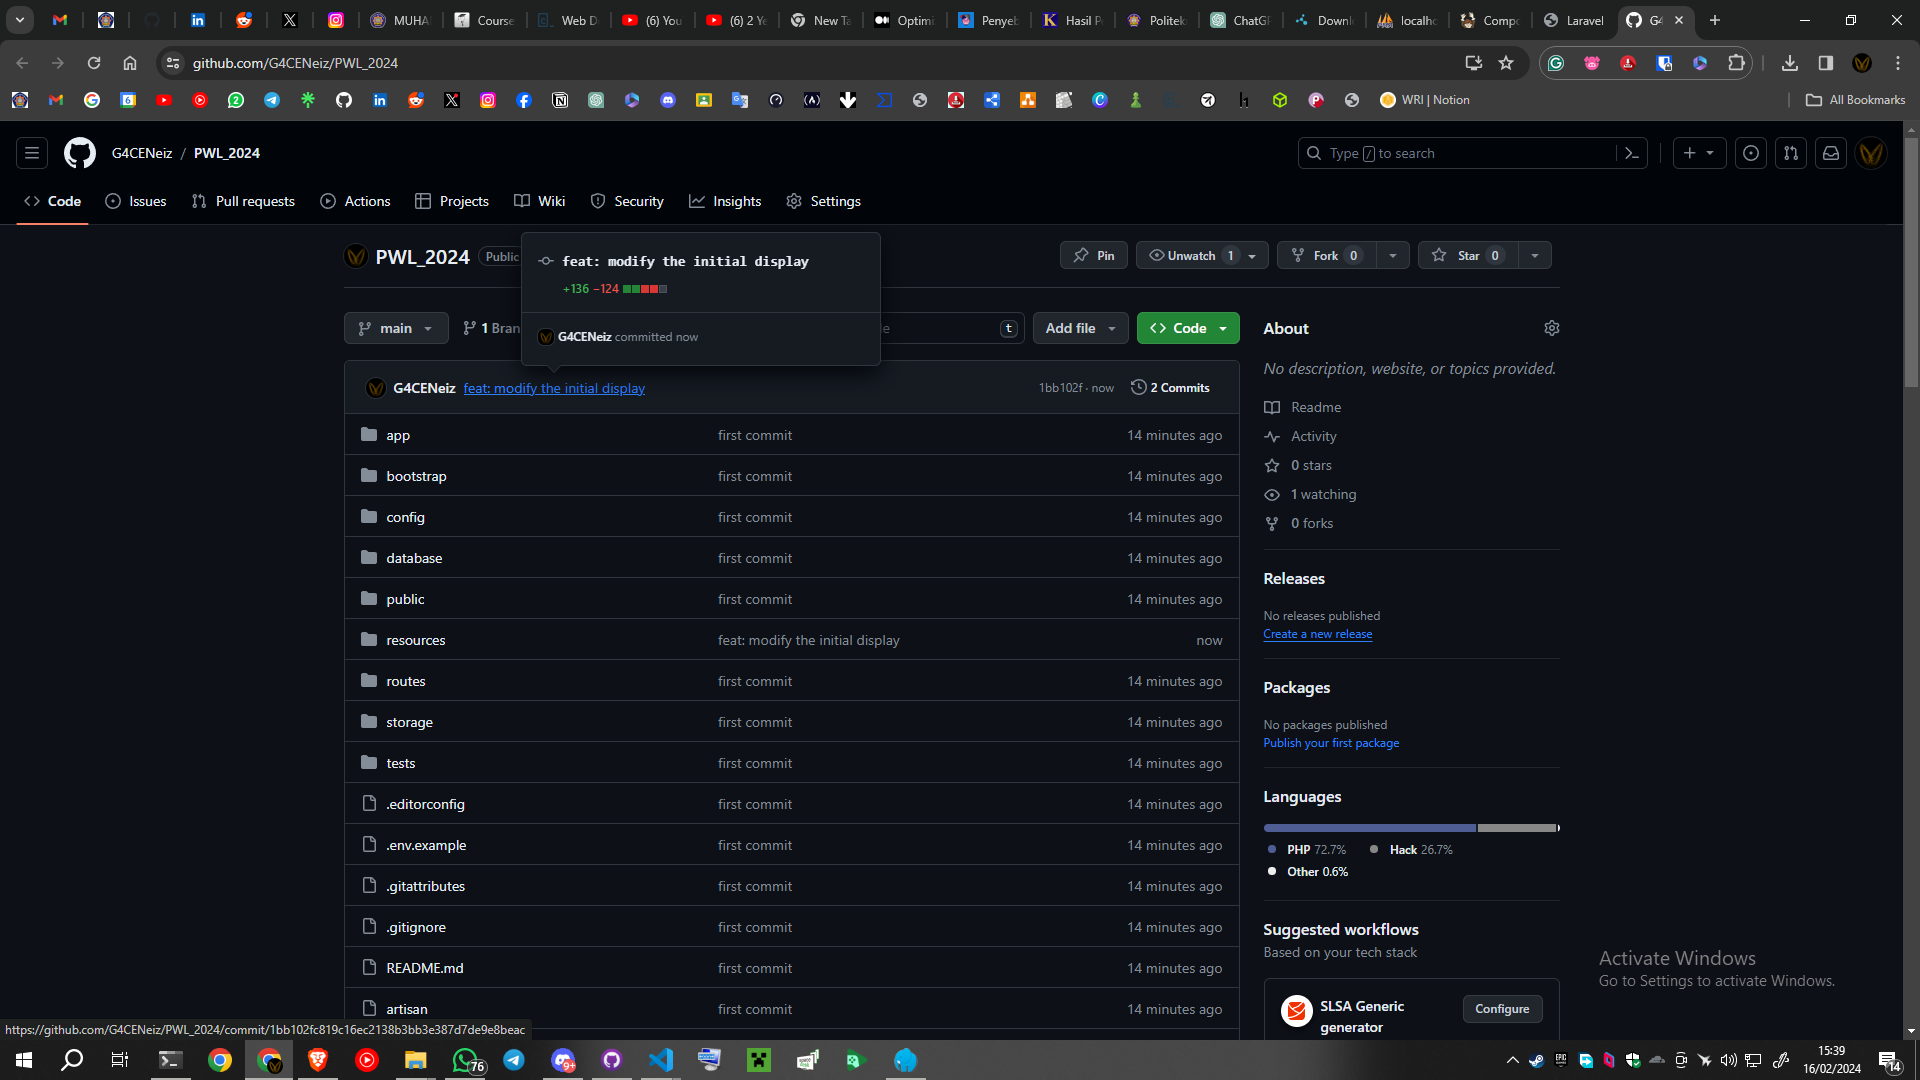 MUHA
Course
Web D
(6) You
(6) 2 Ye
New Ta
Optimi
Penyeb
Hasil P
Politek
ChatGP
Downl
localho
Compo
Laravel
G4
github.com/G4CENeiz/PWL_2024
WRI | Notion
All Bookmarks
G4CENeiz / PWL_2024
Type / to search
Code
Issues
Pull requests
Actions
Projects
Wiki
Security
Insights
Settings
PWL_2024
Public
Pin
Unwatch 1
Fork 0
Star 0
feat: modify the initial display
+136 −124
G4CENeiz committed now
main
1 Bran
t
Add file
Code
G4CENeiz feat: modify the initial display
1bb102f · now
2 Commits
app first commit 14 minutes ago
bootstrap first commit 14 minutes ago
config first commit 14 minutes ago
database first commit 14 minutes ago
public first commit 14 minutes ago
resources feat: modify the initial display now
routes first commit 14 minutes ago
storage first commit 14 minutes ago
tests first commit 14 minutes ago
.editorconfig first commit 14 minutes ago
.env.example first commit 14 minutes ago
.gitattributes first commit 14 minutes ago
.gitignore first commit 14 minutes ago
README.md first commit 14 minutes ago
artisan first commit 14 minutes ago
About
No description, website, or topics provided.
Readme
Activity
0 stars
1 watching
0 forks
Releases
No releases published
Create a new release
Packages
No packages published
Publish your first package
Languages
PHP 72.7%
Hack 26.7%
Other 0.6%
Suggested workflows
Based on your tech stack
SLSA Generic
generator
Configure
Activate Windows
Go to Settings to activate Windows.
https://github.com/G4CENeiz/PWL_2024/commit/1bb102fc819c16ec2138b3bb3e387d7de9e8beac
76
9+
15:39
16/02/2024
14